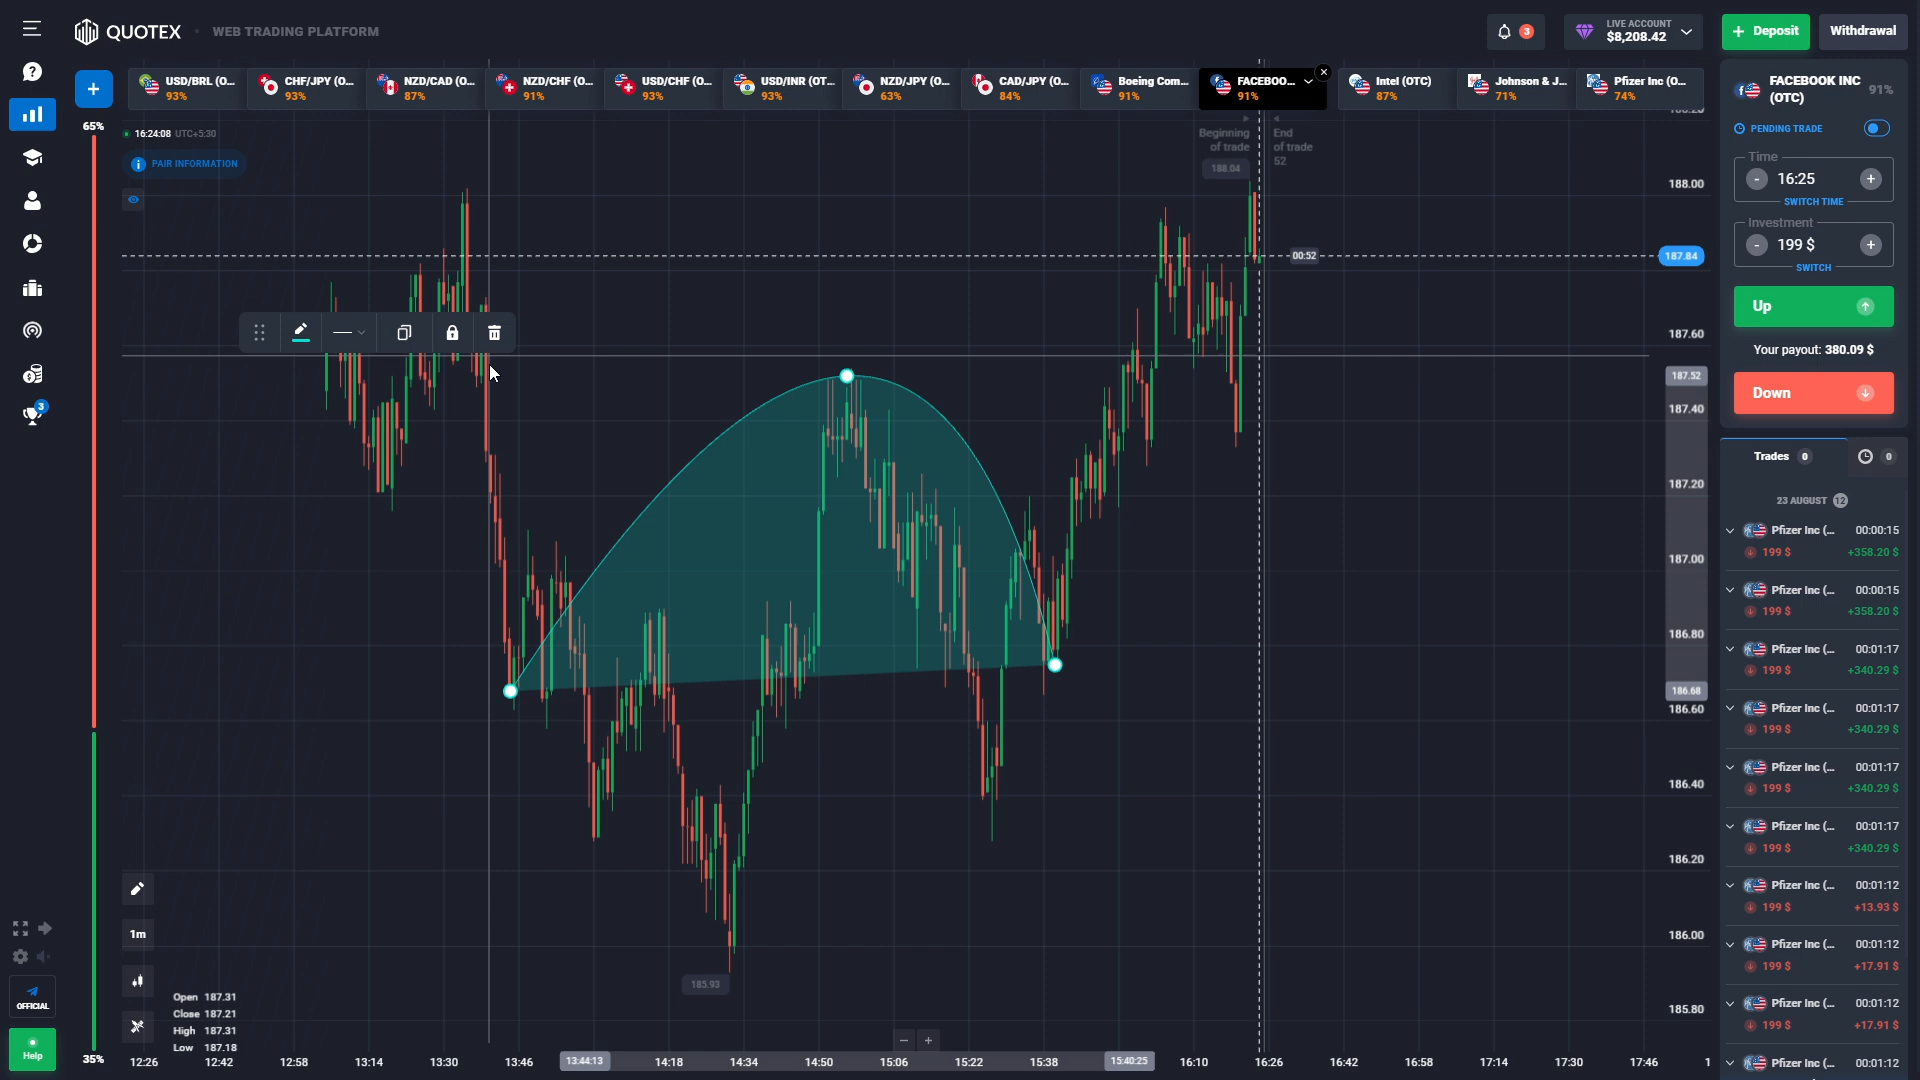 QUOTEX
WEB TRADING PLATFORM
3
LIVE ACCOUNT
$8,208.42
Deposit
Withdrawal
USD/BRL (O...
93%
CHF/JPY (O...
93%
NZD/CAD (O...
87%
NZD/CHF (O...
91%
USD/CHF (O...
93%
USD/INR (OT...
93%
NZD/JPY (O...
63%
CAD/JPY (O...
84%
Boeing Com...
91%
FACEBOO...
91%
Intel (OTC)
87%
Johnson & J...
71%
Pfizer Inc (O...
74%
65%
16:24:08 UTC+5:30
PAIR INFORMATION
Beginning
of trade
End
of trade
52
188.04
188.00
00:52
187.84
187.60
187.52
187.40
187.20
187.00
186.80
186.68
186.60
186.40
186.20
186.00
185.80
185.93
1m
Open 187.31
Close 187.21
High 187.31
Low 187.18
35%
12:26
12:42
12:58
13:14
13:30
13:46
13:44:13
14:18
14:34
14:50
15:06
15:22
15:38
15:40:25
16:10
16:26
16:42
16:58
17:14
17:30
17:46
1
3
OFFICIAL
Help
FACEBOOK INC
(OTC)
91%
PENDING TRADE
Time
- 16:25 +
SWITCH TIME
Investment
- 199 $ +
SWITCH
Up
Your payout: 380.09 $
Down
Trades 0
0
23 AUGUST 12
Pfizer Inc (... 00:00:15
199 $ +358.20 $
Pfizer Inc (... 00:00:15
199 $ +358.20 $
Pfizer Inc (... 00:01:17
199 $ +340.29 $
Pfizer Inc (... 00:01:17
199 $ +340.29 $
Pfizer Inc (... 00:01:17
199 $ +340.29 $
Pfizer Inc (... 00:01:17
199 $ +340.29 $
Pfizer Inc (... 00:01:12
199 $ +13.93 $
Pfizer Inc (... 00:01:12
199 $ +17.91 $
Pfizer Inc (... 00:01:12
199 $ +17.91 $
Pfizer Inc (... 00:01:12